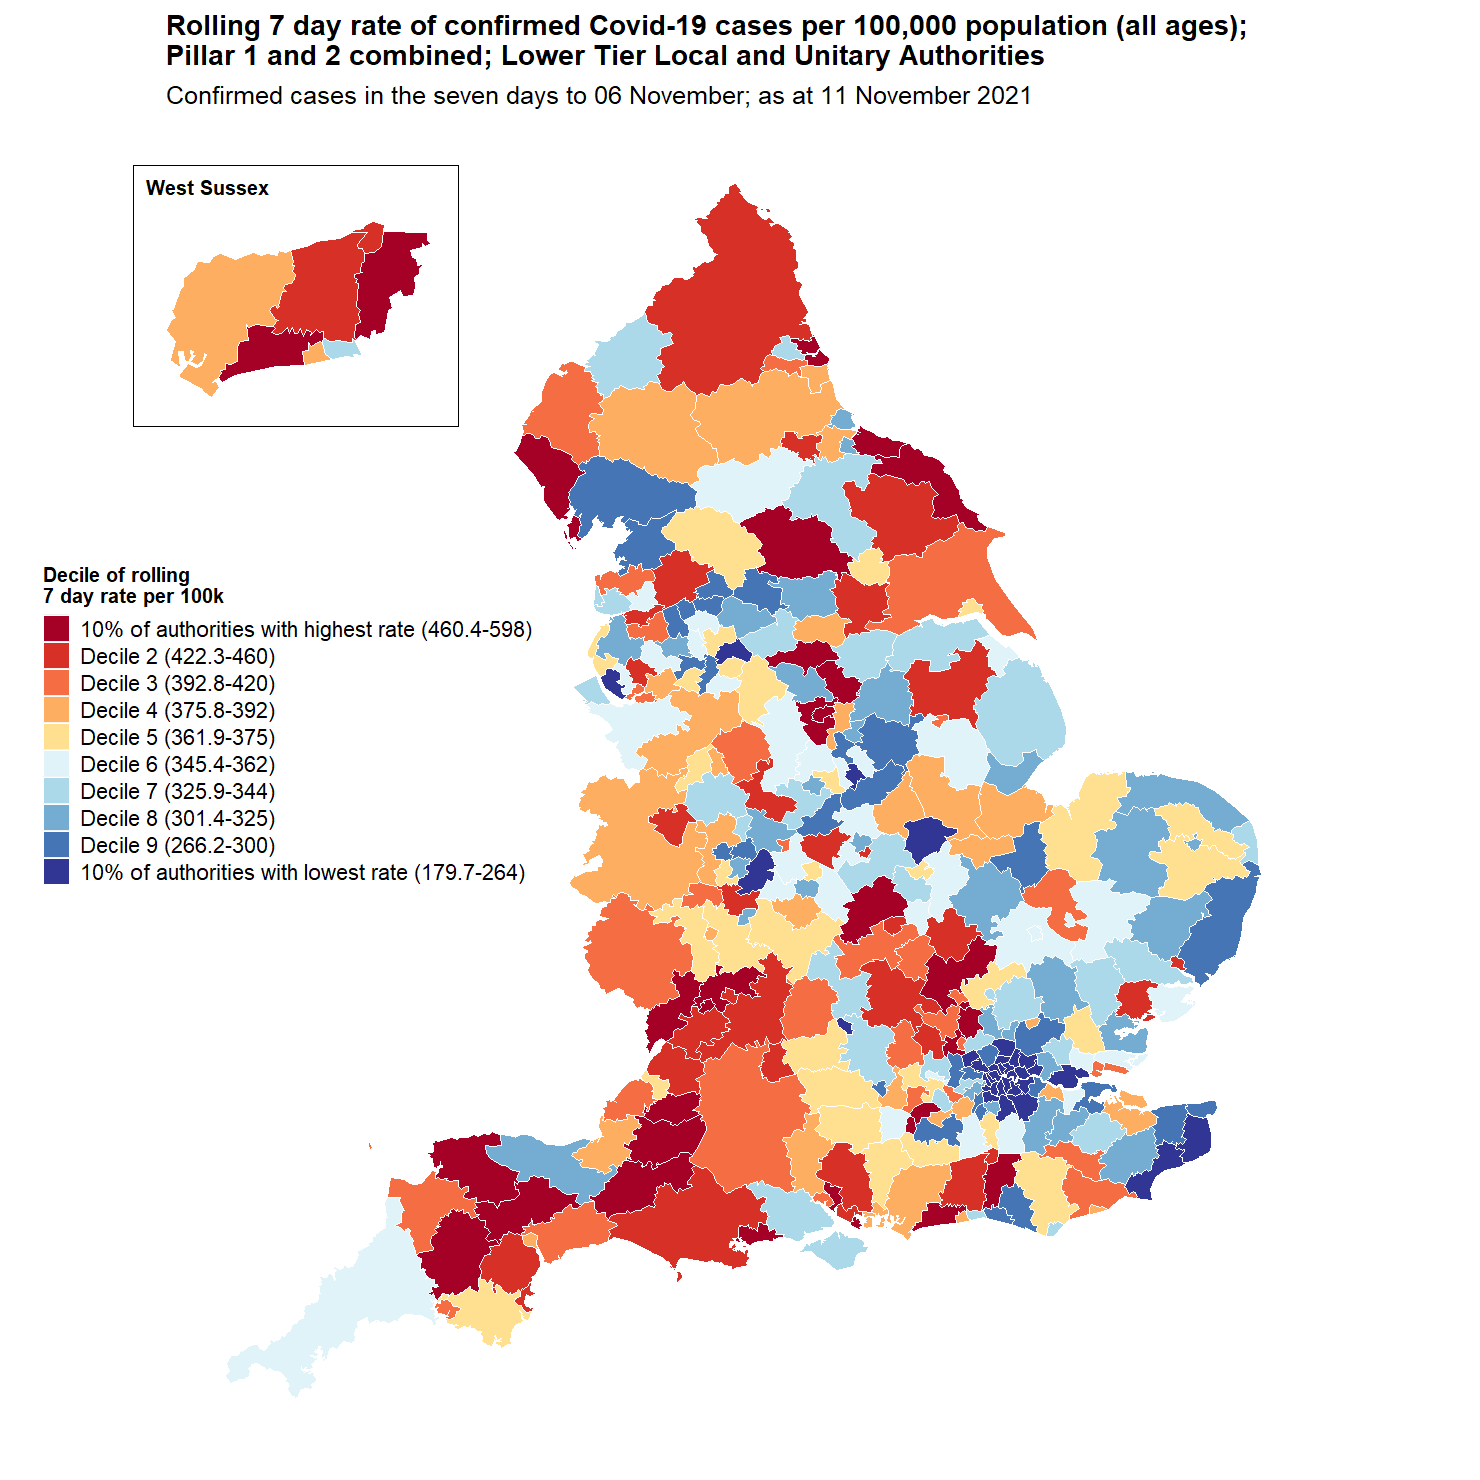 Rolling 7 day rate of confirmed Covid-19 cases per 100,000 population (all ages);
Pillar 1 and 2 combined; Lower Tier Local and Unitary Authorities
Confirmed cases in the seven days to 06 November; as at 11 November 2021
West Sussex
Decile of rolling
7 day rate per 100k
10% of authorities with highest rate (460.4-598)
Decile 2 (422.3-460)
Decile 3 (392.8-420)
Decile 4 (375.8-392)
Decile 5 (361.9-375)
Decile 6 (345.4-362)
Decile 7 (325.9-344)
Decile 8 (301.4-325)
Decile 9 (266.2-300)
10% of authorities with lowest rate (179.7-264)